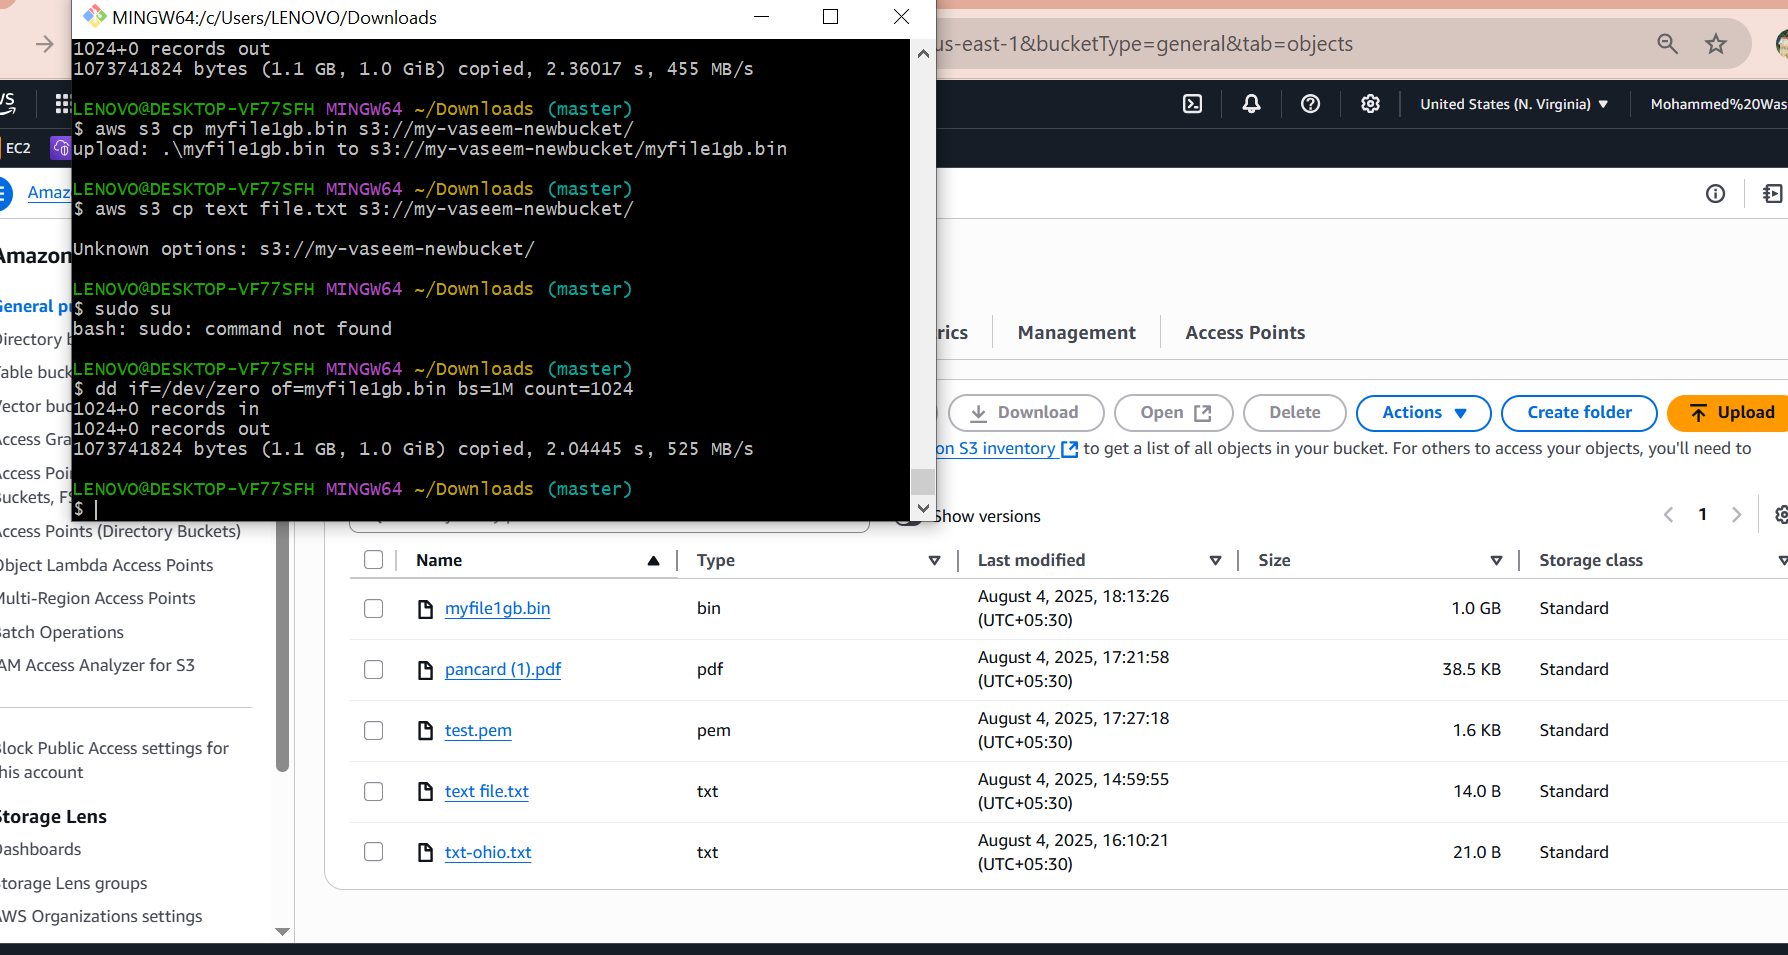 MINGW64:/c/Users/LENOVO/Downloads
1024+0 records out
1073741824 bytes (1.1 GB, 1.0 GiB) copied, 2.36017 s, 455 MB/s
LENOVO@DESKTOP-VF77SFH MINGW64 ~/Downloads (master)
$ aws s3 cp myfile1gb.bin s3://my-vaseem-newbucket/
upload: .\myfile1gb.bin to s3://my-vaseem-newbucket/myfile1gb.bin
LENOVO@DESKTOP-VF77SFH MINGW64 ~/Downloads (master)
$ aws s3 cp text file.txt s3://my-vaseem-newbucket/
Unknown options: s3://my-vaseem-newbucket/
LENOVO@DESKTOP-VF77SFH MINGW64 ~/Downloads (master)
$ sudo su
bash: sudo: command not found
LENOVO@DESKTOP-VF77SFH MINGW64 ~/Downloads (master)
$ dd if=/dev/zero of=myfile1gb.bin bs=1M count=1024
1024+0 records in
1024+0 records out
1073741824 bytes (1.1 GB, 1.0 GiB) copied, 2.04445 s, 525 MB/s
LENOVO@DESKTOP-VF77SFH MINGW64 ~/Downloads (master)
$
us-east-1&bucketType=general&tab=objects
United States (N. Virginia) ▼
Mohammed%20Was
EC2
Amaz
Amazon
General p
Directory b
able buck
Vector buc
Access Gra
Access Poi
Buckets, FS
Access Points (Directory Buckets)
Object Lambda Access Points
Multi-Region Access Points
Batch Operations
IAM Access Analyzer for S3
Block Public Access settings for
his account
Storage Lens
Dashboards
Storage Lens groups
AWS Organizations settings
rics
Management
Access Points
Download
Open
Delete
Actions ▼
Create folder
Upload
on S3 inventory to get a list of all objects in your bucket. For others to access your objects, you'll need to
Show versions
1
Name
Type
Last modified
Size
Storage class
myfile1gb.bin
bin
August 4, 2025, 18:13:26
(UTC+05:30)
1.0 GB
Standard
pancard (1).pdf
pdf
August 4, 2025, 17:21:58
(UTC+05:30)
38.5 KB
Standard
test.pem
pem
August 4, 2025, 17:27:18
(UTC+05:30)
1.6 KB
Standard
text file.txt
txt
August 4, 2025, 14:59:55
(UTC+05:30)
14.0 B
Standard
txt-ohio.txt
txt
August 4, 2025, 16:10:21
(UTC+05:30)
21.0 B
Standard